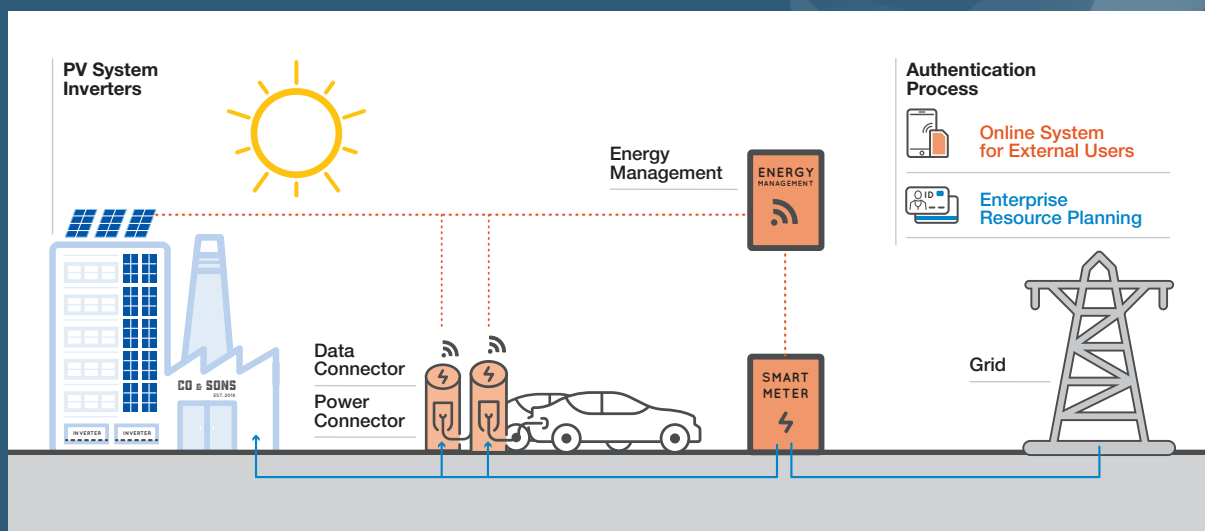 PV System
Inverters
Authentication
Process
Online System
for External Users
Enterprise
Resource Planning
ID
Energy
Management
ENERGY
MANAGEMENT
Data
Connector
Power
Connector
CO & SONS
EST. 2018
INVERTER
INVERTER
SMART
METER
Grid